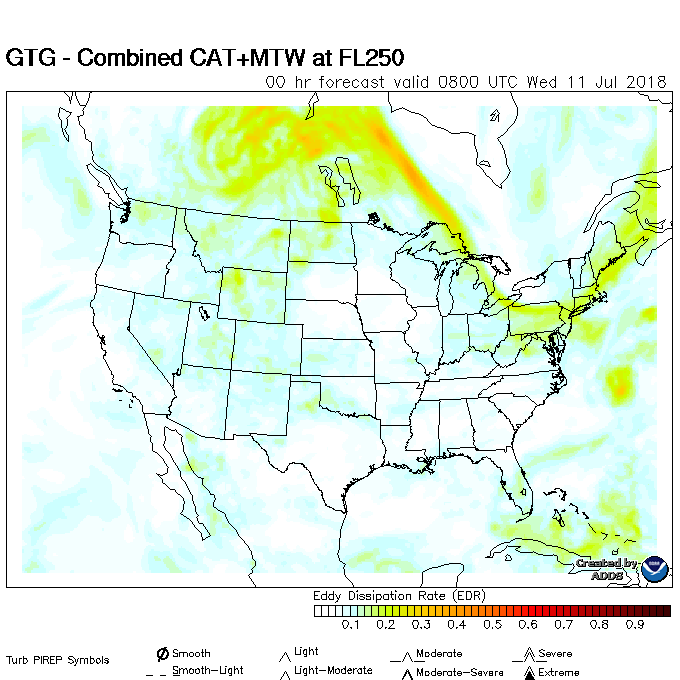 GTG - Combined CAT+MTW at FL250
00 hr forecast valid 0800 UTC Wed 11 Jul 2018
Created by
ADDS
Eddy Dissipation Rate (EDR)
0.1 0.2 0.3 0.4 0.5 0.6 0.7 0.8 0.9
Turb PIREP Symbols
Smooth Light Moderate Severe
Smooth-Light Light-Moderate Moderate-Severe Extreme